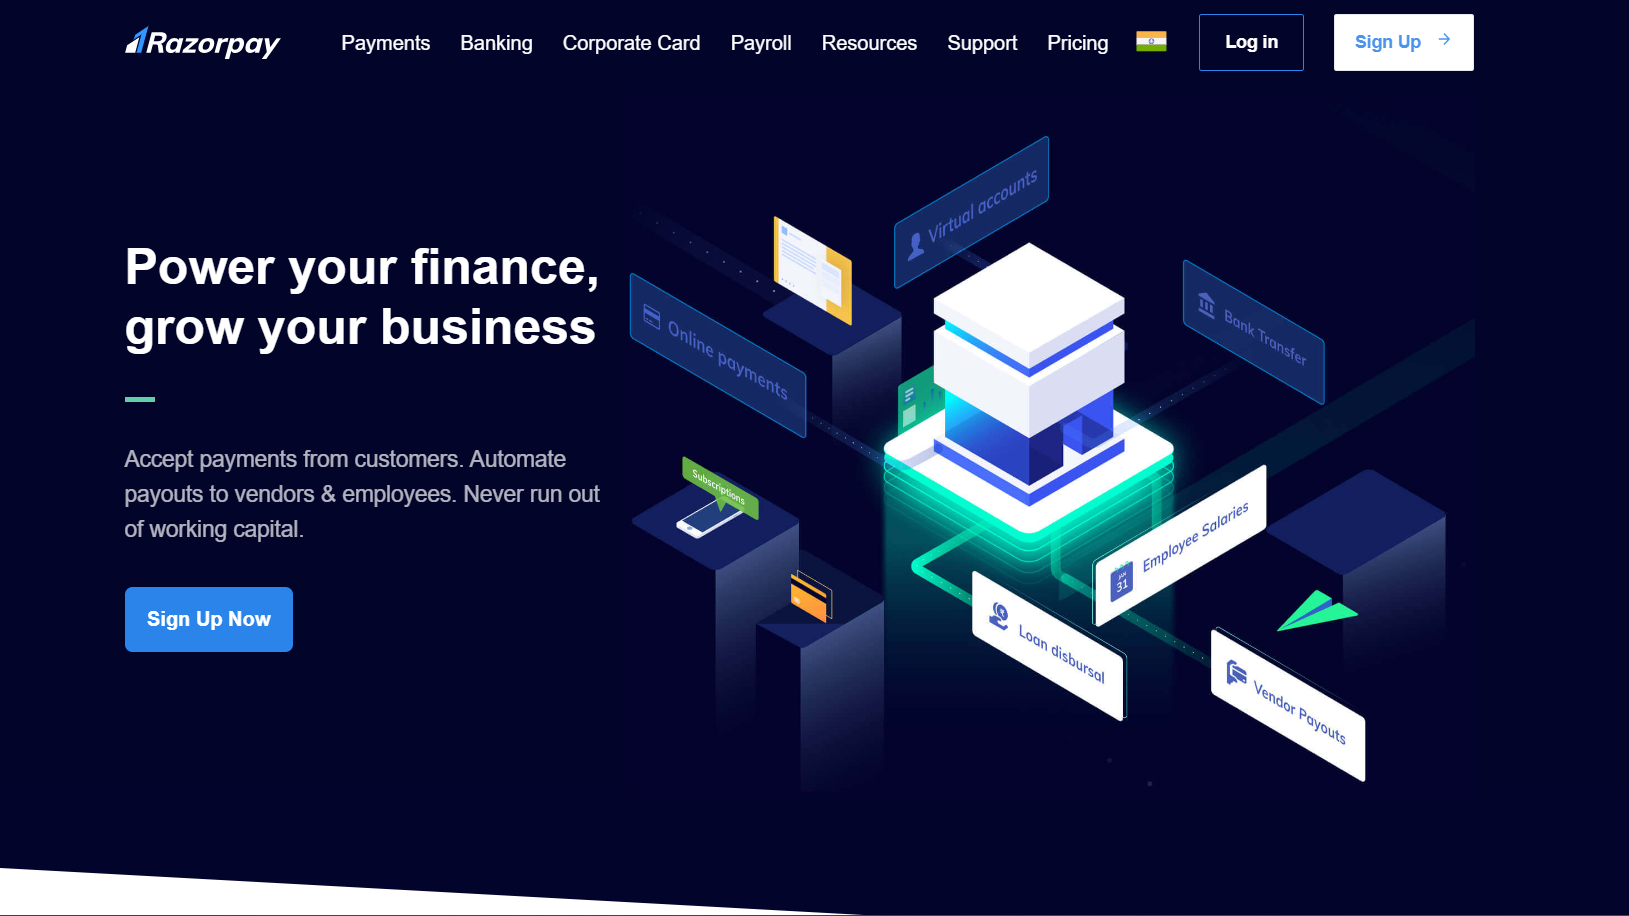 Razorpay
Payments
Banking
Corporate Card
Payroll
Resources
Support
Pricing
Log in
Sign Up
Power your finance,
grow your business
Accept payments from customers. Automate
payouts to vendors & employees. Never run out
of working capital.
Sign Up Now
Virtual accounts
Online payments
Bank Transfer
Subscriptions
Employee Salaries
JAN
31
Loan disbursal
Vendor Payouts